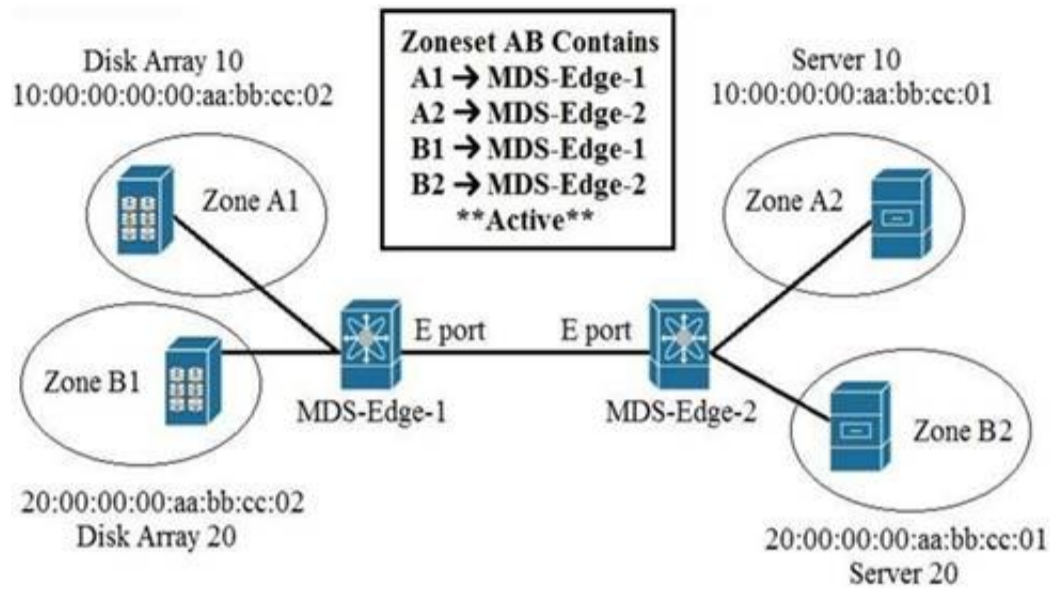 Zoneset AB Contains
A1 → MDS-Edge-1
A2 → MDS-Edge-2
B1 → MDS-Edge-1
B2 → MDS-Edge-2
**Active**
Disk Array 10
10:00:00:00:00:aa:bb:cc:02
Server 10
10:00:00:00:aa:bb:cc:01
Zone A1
Zone A2
E port
E port
Zone B1
MDS-Edge-1
MDS-Edge-2
Zone B2
20:00:00:00:aa:bb:cc:02
Disk Array 20
20:00:00:00:aa:bb:cc:01
Server 20